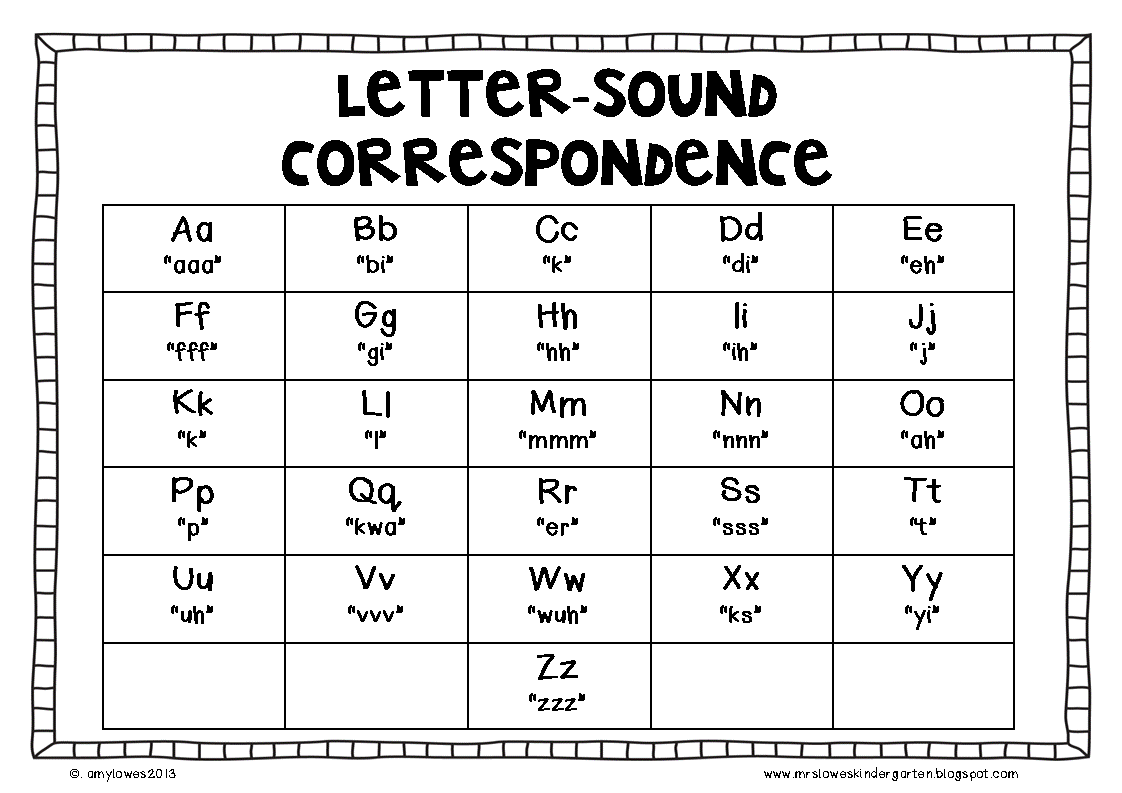 LeTTeR-SOUND
CORReSPONDeNCe
Aa Bb Cc Dd Ee
"aaa" "bi" "k" "di" "eh"
Ff Gg Hh Ii Jj
"fff" "gi" "hh" "ih" "j"
Kk Ll Mm Nn Oo
"k" "l" "mmm" "nnn" "ah"
Pp Qq Rr Ss Tt
"p" "kwa" "er" "sss" "t"
Uu Vv Ww Xx Yy
"uh" "vvv" "wuh" "ks" "yi"
Zz
"zzz"
©. amylowes2013 www.mrsloweskindergarten.blogspot.com